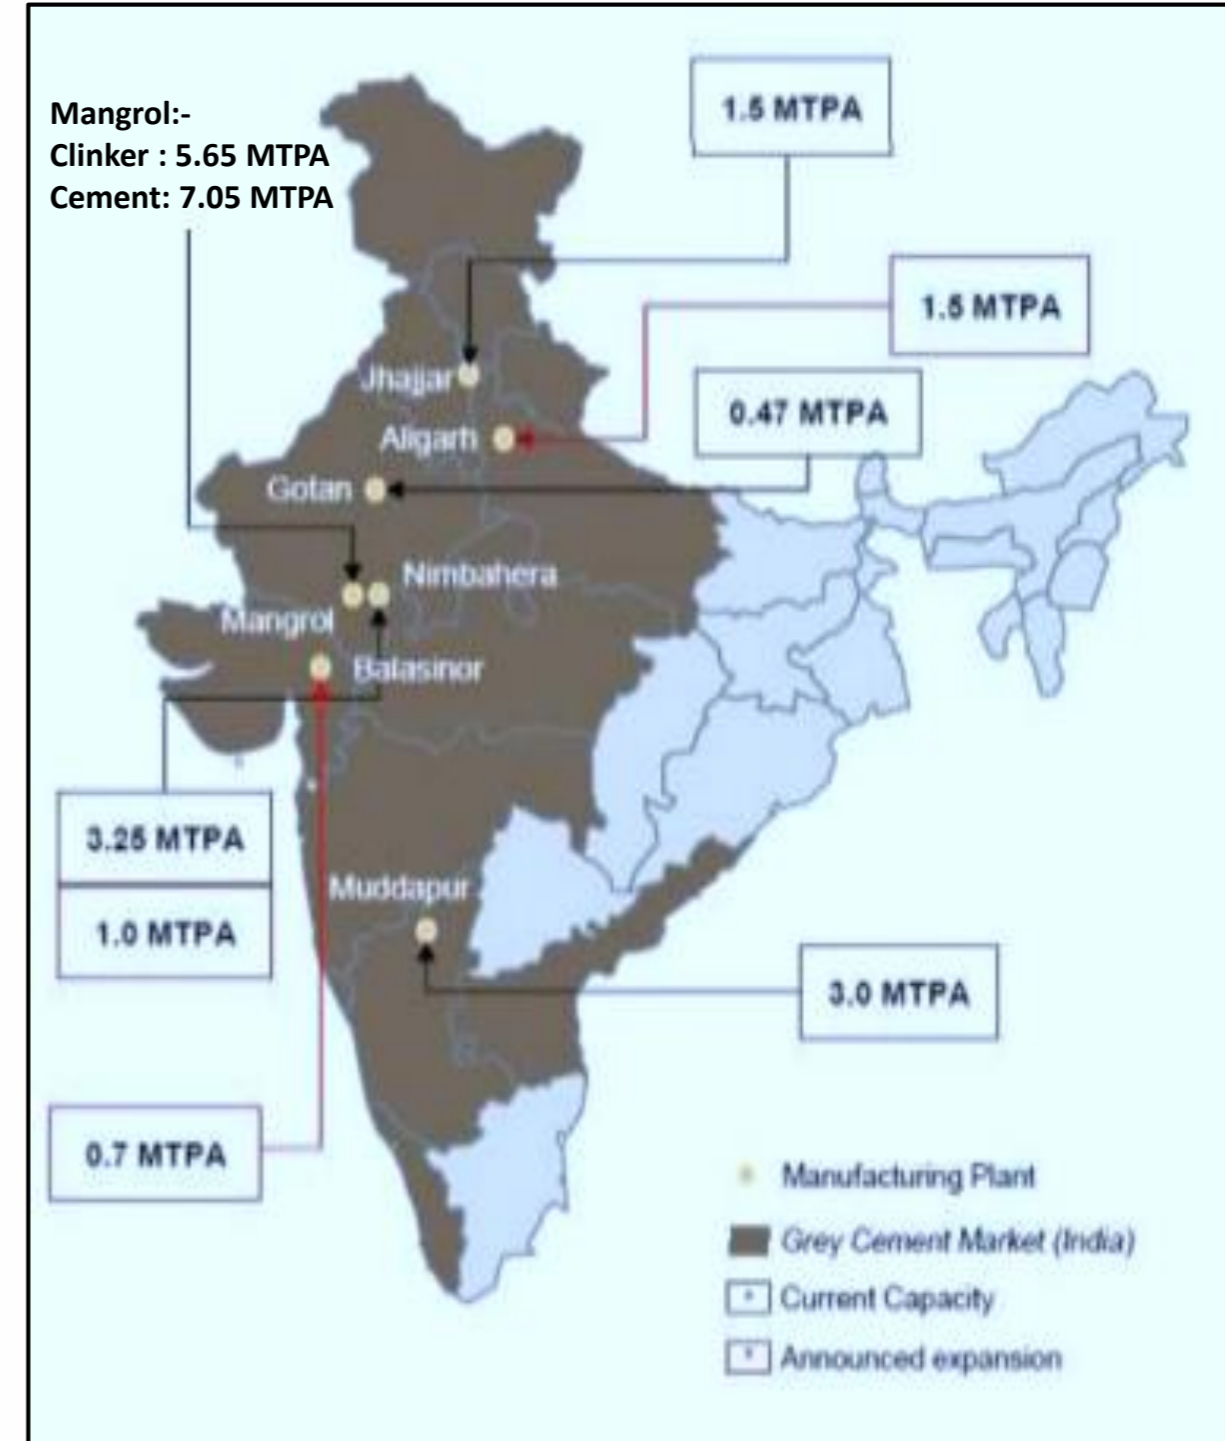 Mangrol:-
Clinker : 5.65 MTPA
Cement: 7.05 MTPA
1.5 MTPA
1.5 MTPA
0.47 MTPA
Jhajjar
Aligarh
Gotan
Nimbahera
Mangrol
Balasinor
3.25 MTPA
1.0 MTPA
Muddapur
3.0 MTPA
0.7 MTPA
Manufacturing Plant
Grey Cement Market (India)
Current Capacity
Announced expansion